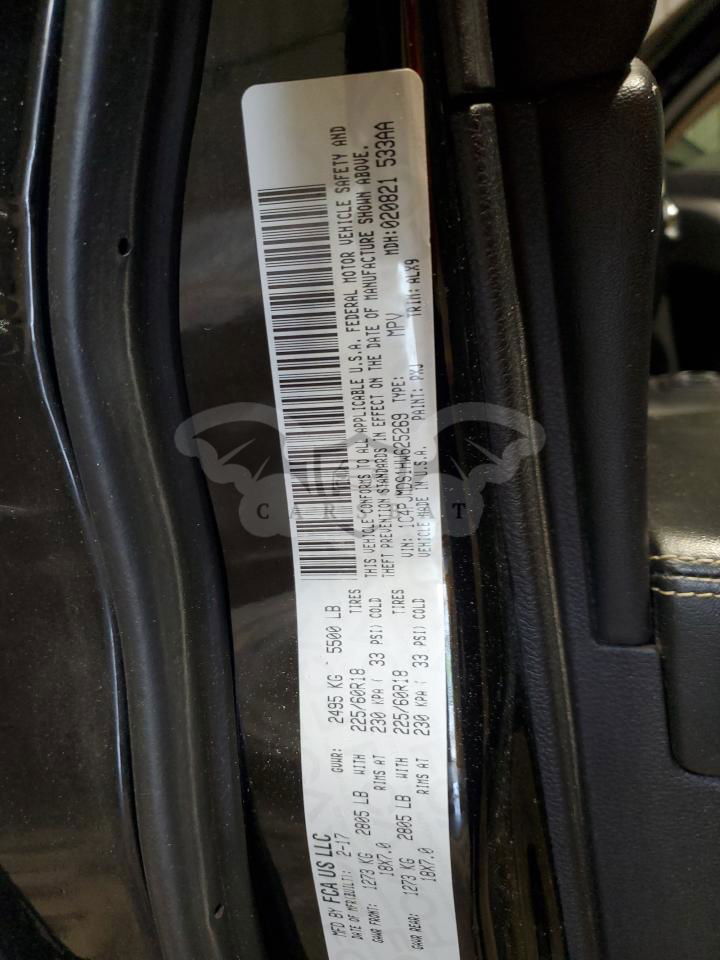 MFD BY FCA US LLC
DATE OF MFR(BUILT): 2-17 GVWR: 2495 KG 5500 LB
GAWR FRONT: 1273 KG 2805 LB WITH 225/60R18 TIRES
18X7.0 RIMS AT 230 KPA ( 33 PSI) COLD
GAWR REAR: 1273 KG 2805 LB WITH 225/60R18 TIRES
18X7.0 RIMS AT 230 KPA ( 33 PSI) COLD
THIS VEHICLE CONFORMS TO ALL APPLICABLE U.S.A. FEDERAL MOTOR VEHICLE SAFETY AND
THEFT PREVENTION STANDARDS IN EFFECT ON THE DATE OF MANUFACTURE SHOWN ABOVE.
VIN: 1C4PJMDS1HW625269 TYPE: MPV MDH:020821 533AA
VEHICLE MADE IN U.S.A. PAINT: PXJ TRIM: ALX9